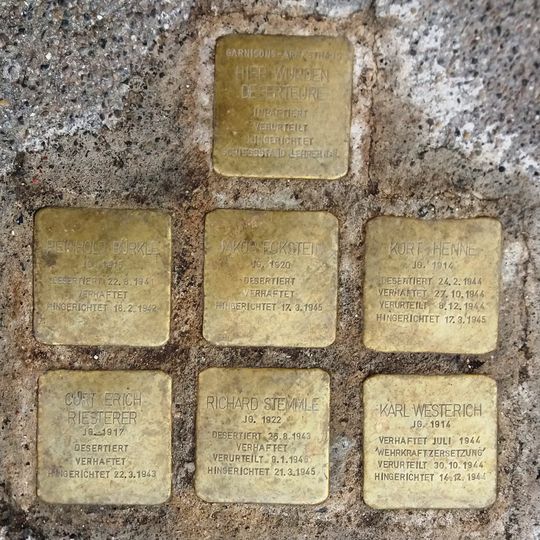 GARNISONS-ARRESTHAUS
HIER WURDEN
DESERTEURE
INHAFTIERT
VERURTEILT
HINGERICHTET
SCHIESSSTAND
REINHOLD BÜRKLE
JG.
DESERTIERT 22.8.1941
VERHAFTET
HINGERICHTET 18.2.1942
JAKOB ECKSTEIN
JG. 1920
DESERTIERT
VERHAFTET
HINGERICHTET 17.3.1945
KURT HENNE
JG. 1914
DESERTIERT 24.2.1944
VERHAFTET 27.10.1944
VERURTEILT 8.12.1944
HINGERICHTET 17.3.1945
CURT ERICH
RIESTERER
JG. 1917
DESERTIERT
VERHAFTET
HINGERICHTET 22.3.1943
RICHARD STEMMLE
JG. 1922
DESERTIERT 26.8.1943
VERHAFTET
VERURTEILT 9.1.1945
HINGERICHTET 21.3.1945
KARL WESTERICH
JG. 1914
VERHAFTET JULI 1944
'WEHRKRAFTZERSETZUNG'
VERURTEILT 30.10.1944
HINGERICHTET 14.12.1944